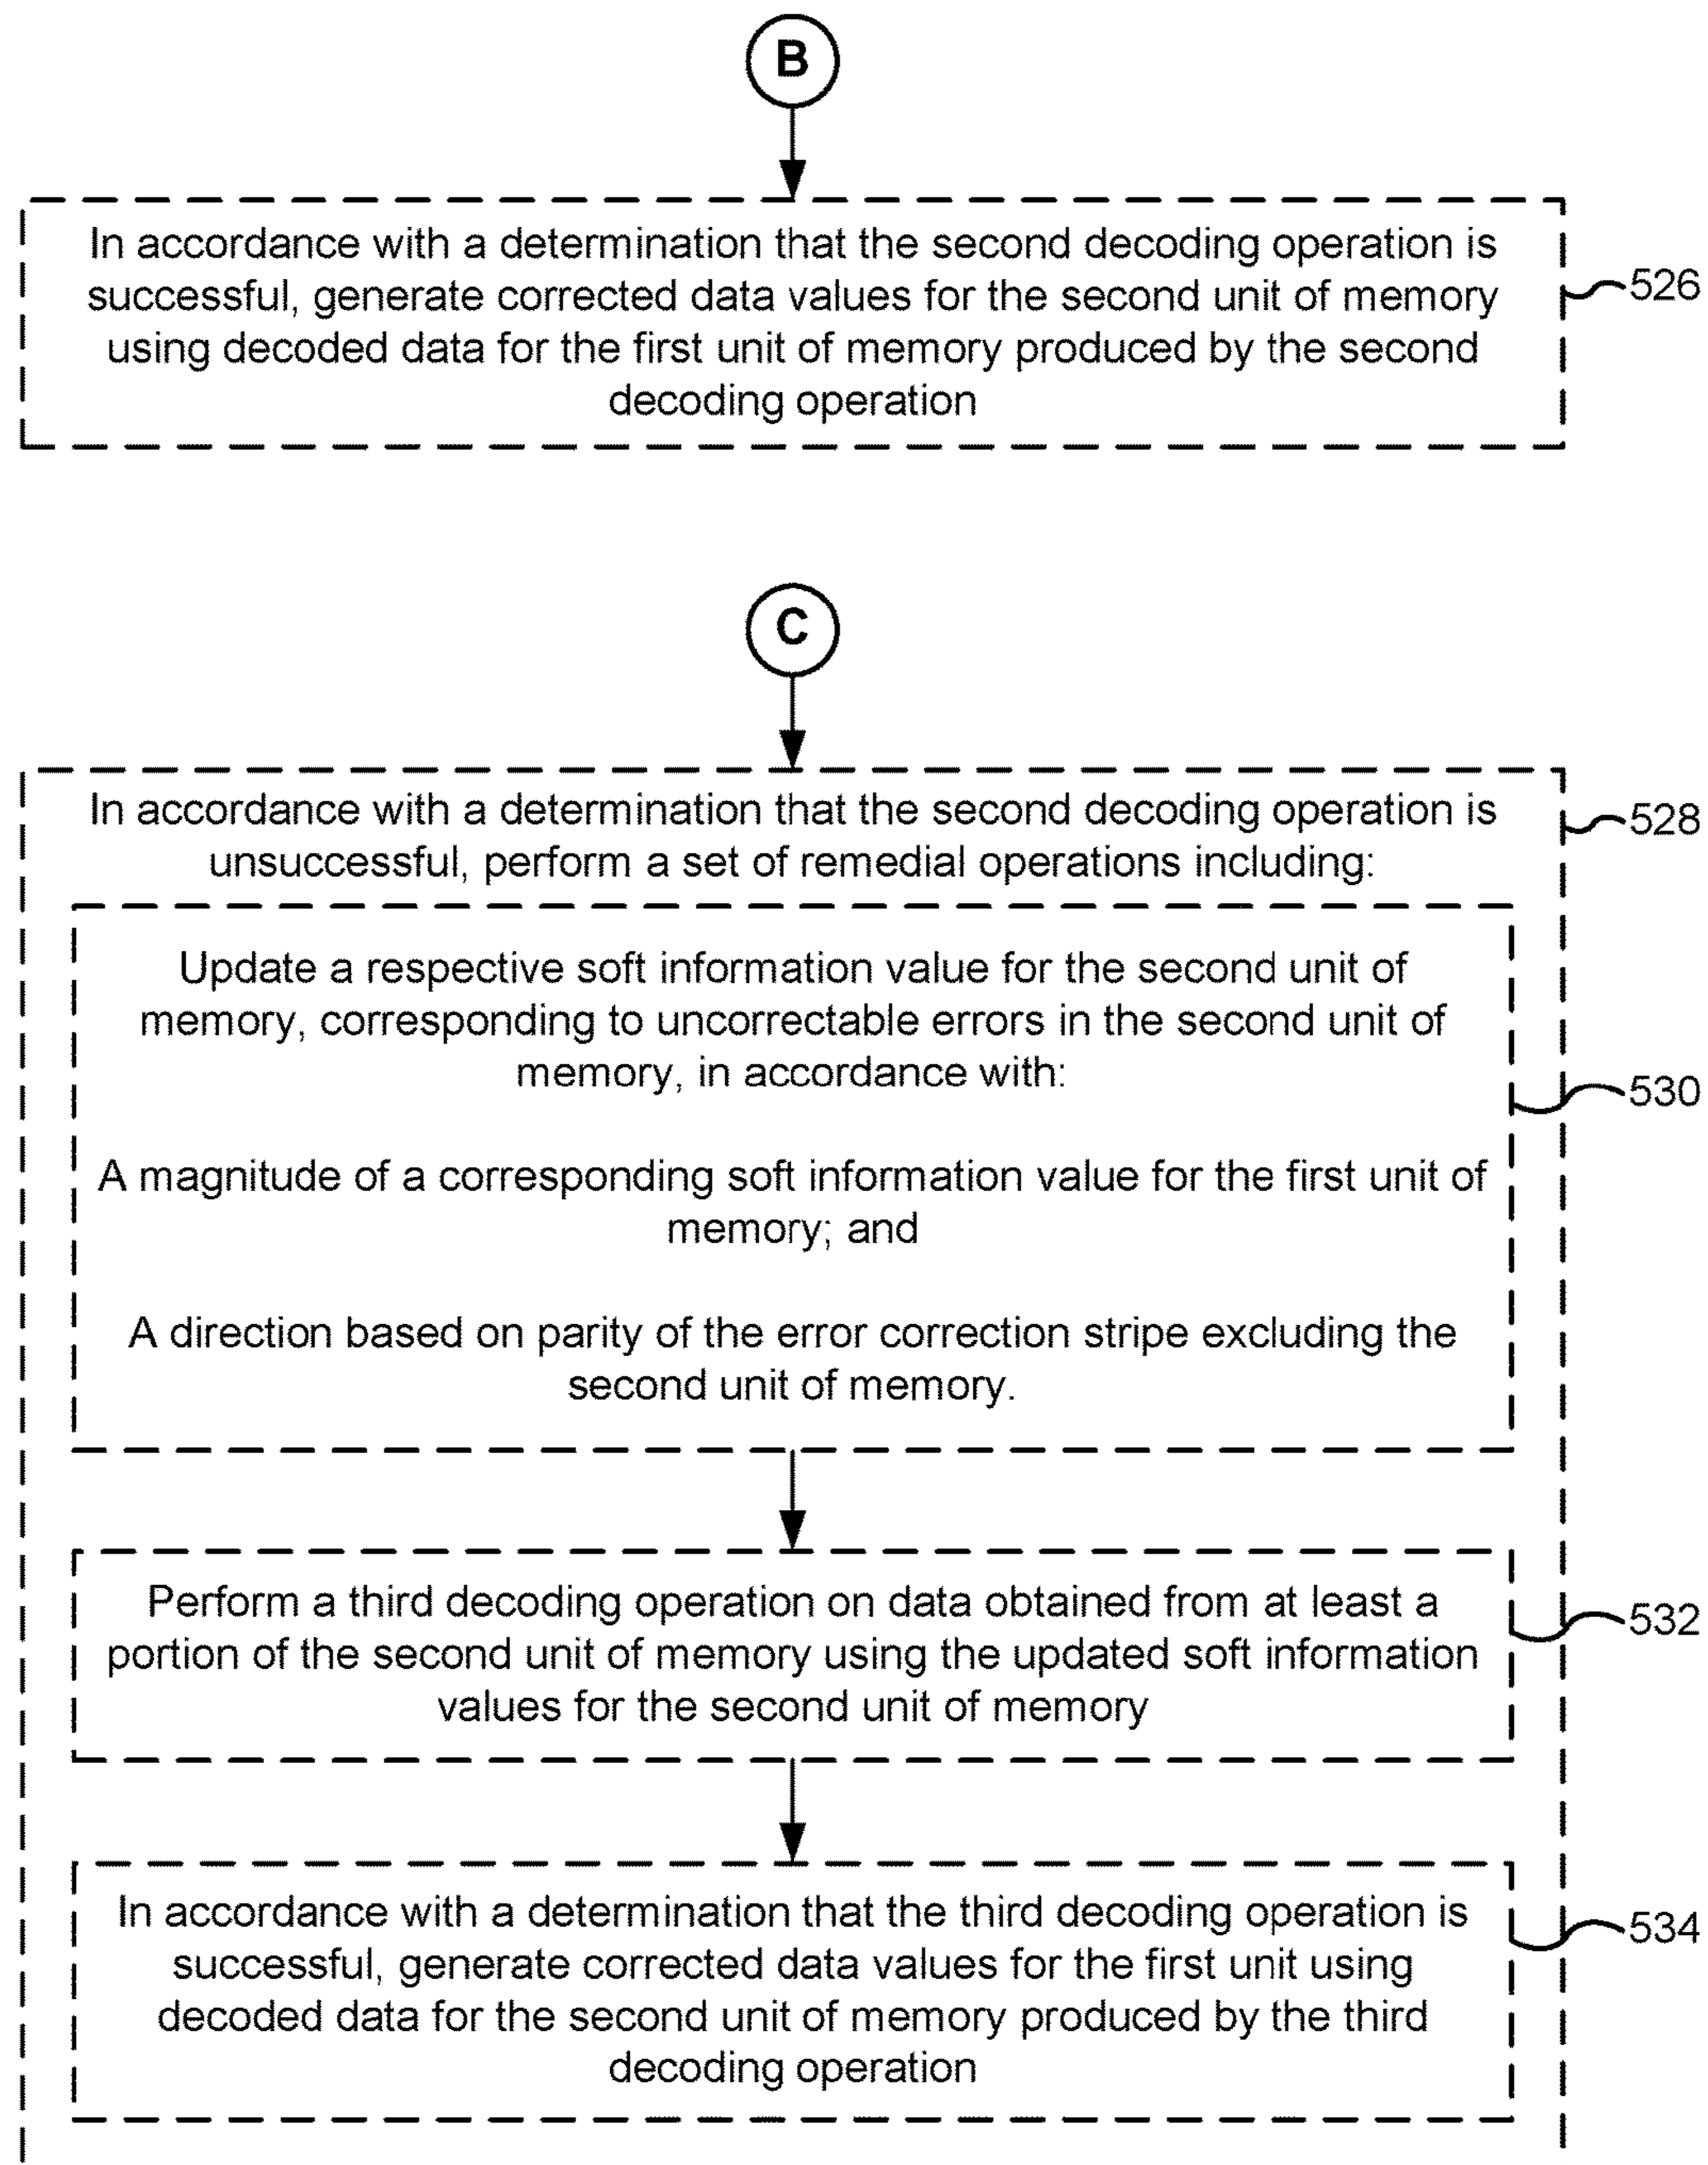 B
In accordance with a determination that the second decoding operation is
successful, generate corrected data values for the second unit of memory
using decoded data for the first unit of memory produced by the second
decoding operation
526
C
In accordance with a determination that the second decoding operation is
unsuccessful, perform a set of remedial operations including:
528
Update a respective soft information value for the second unit of
memory, corresponding to uncorrectable errors in the second unit of
memory, in accordance with:
530
A magnitude of a corresponding soft information value for the first unit of
memory; and
A direction based on parity of the error correction stripe excluding the
second unit of memory.
Perform a third decoding operation on data obtained from at least a
portion of the second unit of memory using the updated soft information
values for the second unit of memory
532
In accordance with a determination that the third decoding operation is
successful, generate corrected data values for the first unit using
decoded data for the second unit of memory produced by the third
decoding operation
534